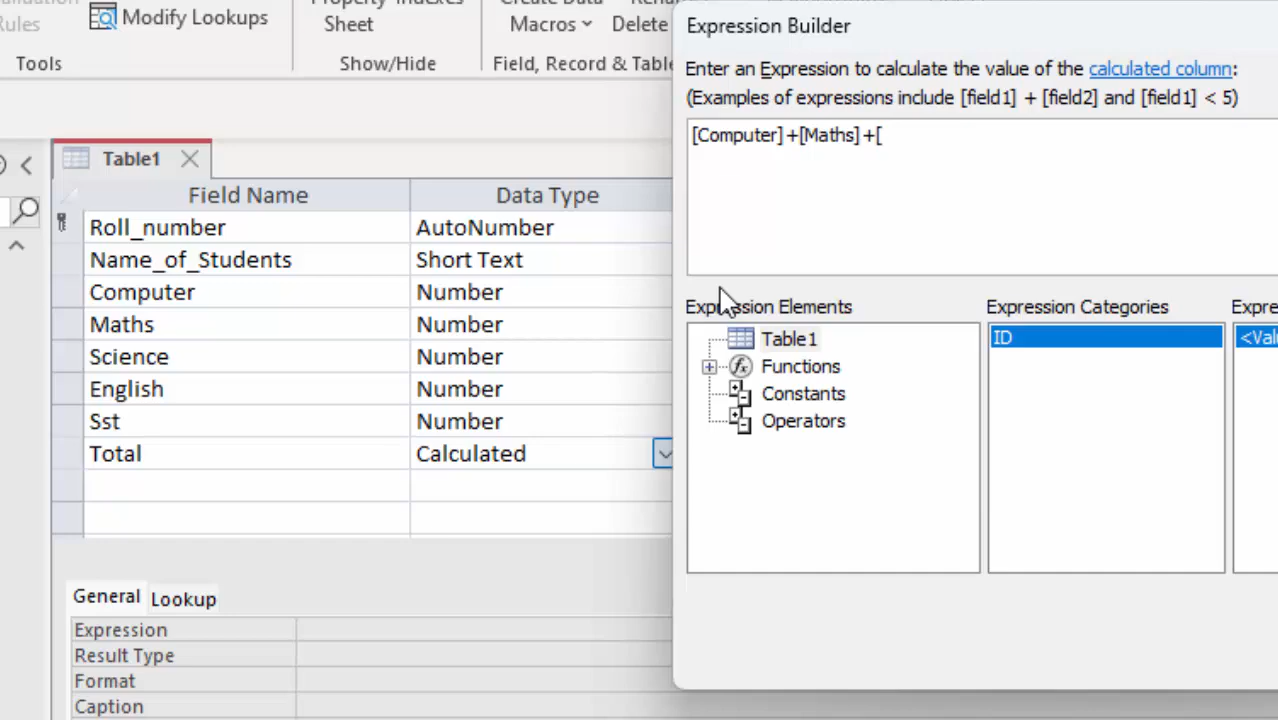 Modify Lookups
Sheet
Macros
Delete
Tools
Show/Hide
Field, Record & Table
Table1
Field Name
Data Type
Roll_number
AutoNumber
Name_of_Students
Short Text
Computer
Number
Maths
Number
Science
Number
English
Number
Sst
Number
Total
Calculated
General
Lookup
Expression
Result Type
Format
Caption
Expression Builder
Enter an Expression to calculate the value of the calculated column:
(Examples of expressions include [field1] + [field2] and [field1] < 5)
[Computer]+[Maths]+[
Expression Elements
Expression Categories
Expre
Table1
Functions
Constants
Operators
ID
<Val